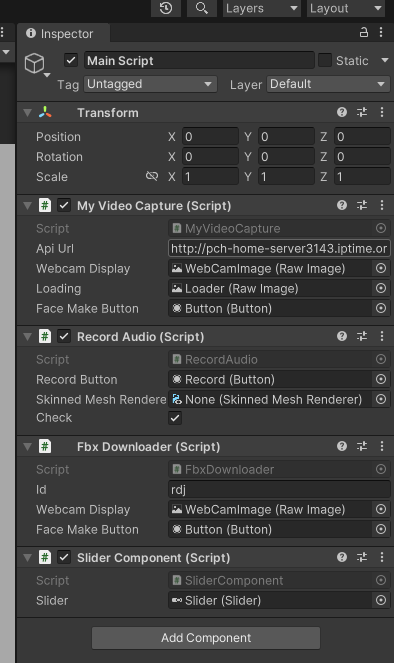 Layers Layout
Inspector
Main Script Static
Tag Untagged Layer Default
Transform
Position X 0 Y 0 Z 0
Rotation X 0 Y 0 Z 0
Scale X 1 Y 1 Z 1
# My Video Capture (Script)
Script # MyVideoCapture
Api Url http://pch-home-server3143.iptime.or
Webcam Display WebCamImage (Raw Image)
Loading Loader (Raw Image)
Face Make Button Button (Button)
# Record Audio (Script)
Script # RecordAudio
Record Button Record (Button)
Skinned Mesh Rendere None (Skinned Mesh Renderer)
Check
# Fbx Downloader (Script)
Script # FbxDownloader
Id rdj
Webcam Display WebCamImage (Raw Image)
Face Make Button Button (Button)
# Slider Component (Script)
Script # SliderComponent
Slider Slider (Slider)
Add Component